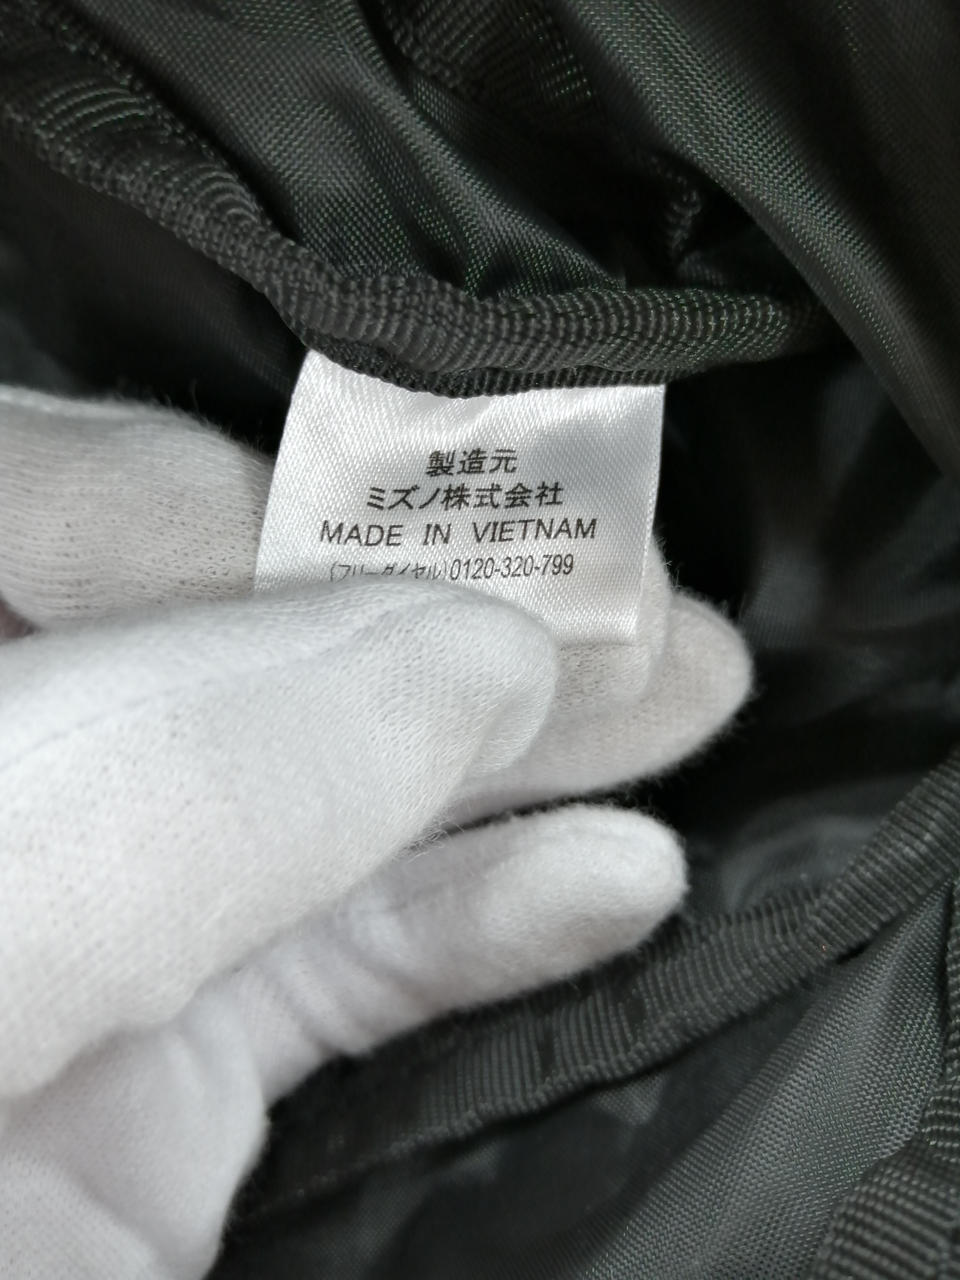 製造元
ミズノ株式会社
MADE IN VIETNAM
(フリーダイヤル)0120-320-799